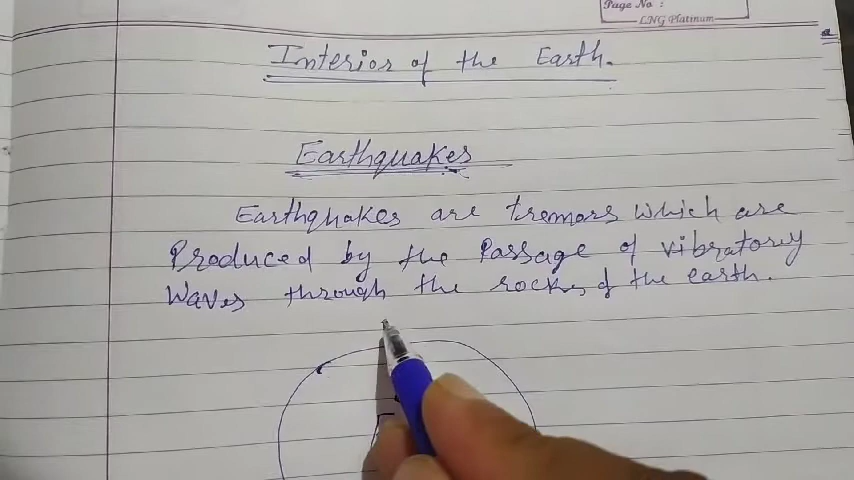 Page No :
LNG Platinum
Interior of the Earth.
Earthquakes
Earthquakes are tremors which are
Produced by the Passage of vibratory
Waves through the rocks of the earth.